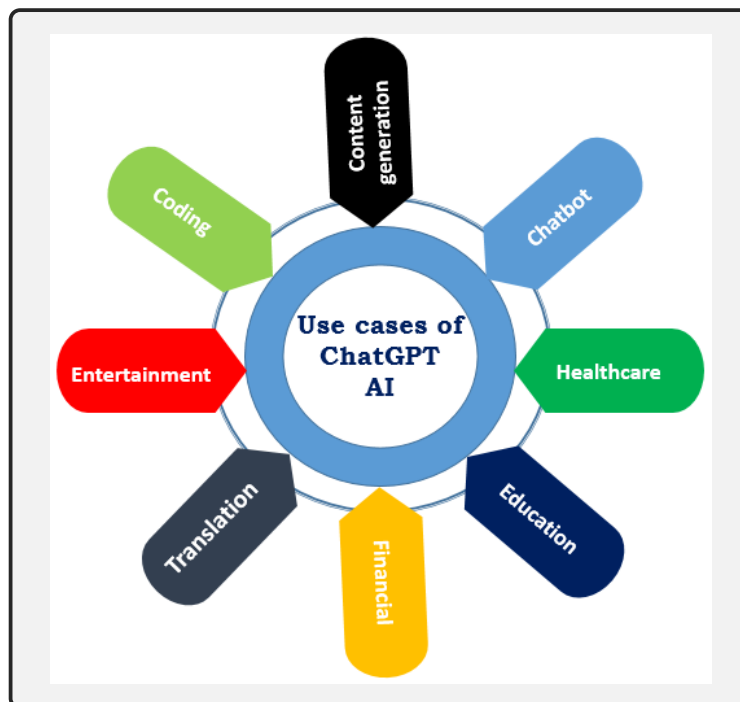 Content
generation
Chatbot
Healthcare
Education
Financial
Translation
Entertainment
Coding
Use cases of
ChatGPT
AI